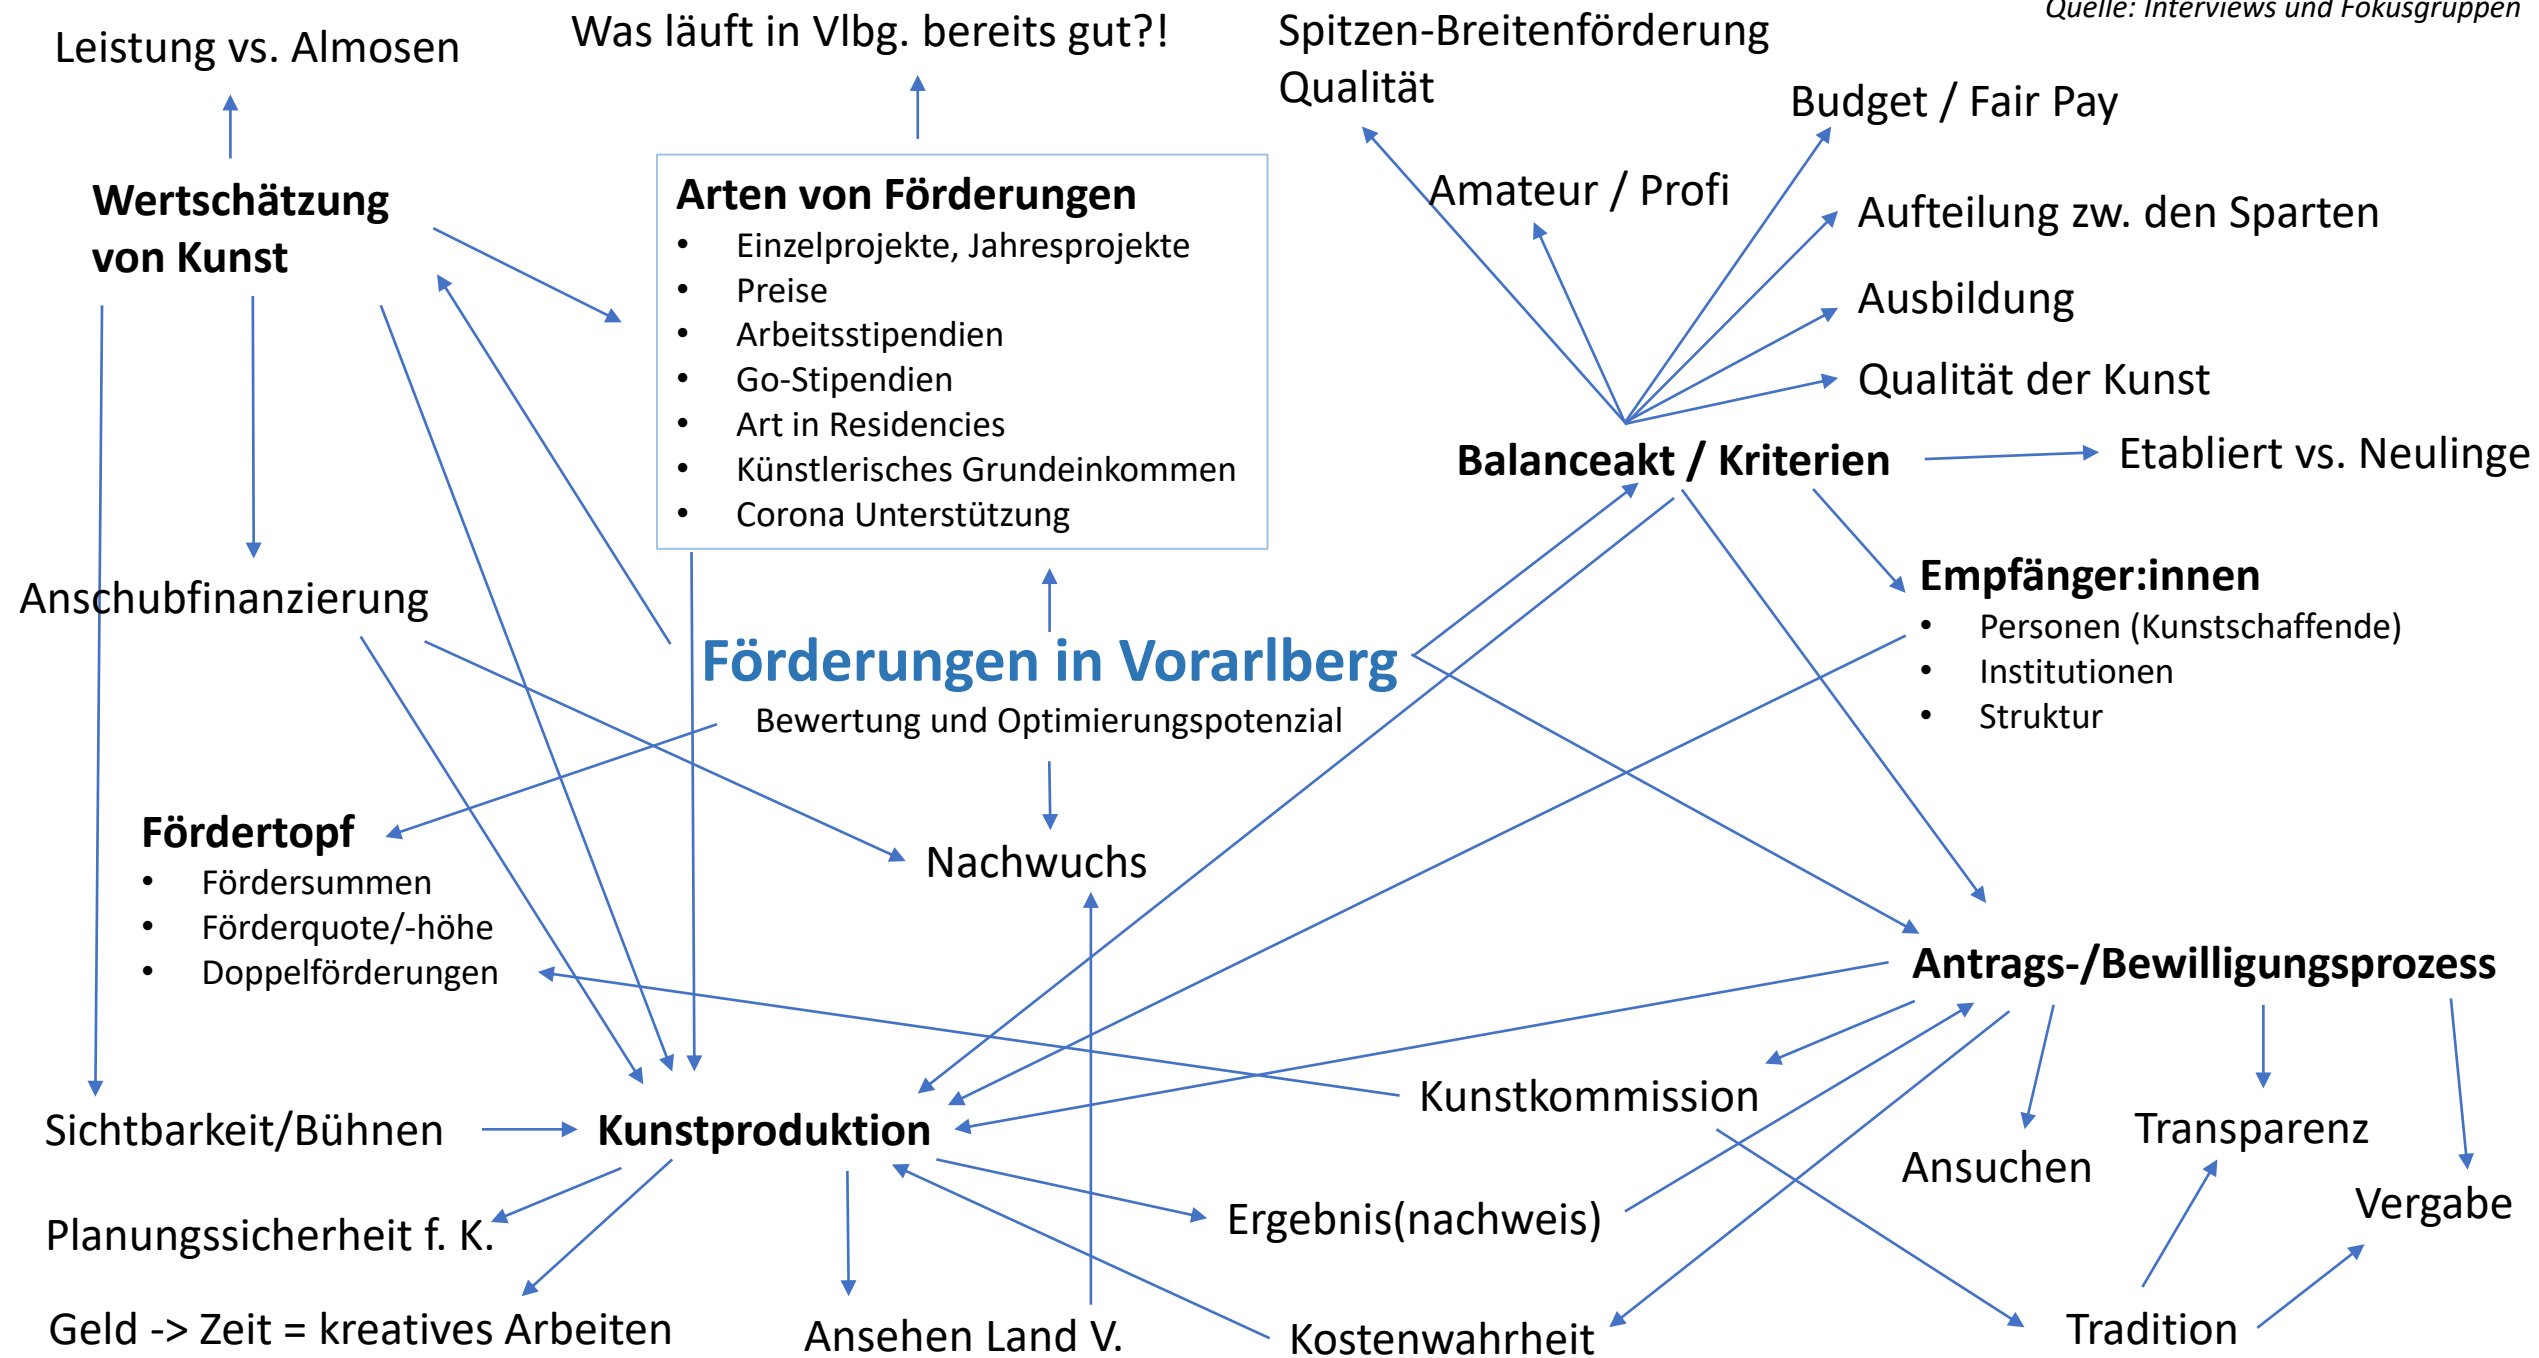 Quelle: Interviews und Fokusgruppen
Leistung vs. Almosen
Was läuft in Vlbg. bereits gut?!
Spitzen-Breitenförderung
Qualität
Budget / Fair Pay
Amateur / Profi
Wertschätzung
von Kunst
Arten von Förderungen
• Einzelprojekte, Jahresprojekte
• Preise
• Arbeitsstipendien
• Go-Stipendien
• Art in Residencies
• Künstlerisches Grundeinkommen
• Corona Unterstützung
Aufteilung zw. den Sparten
Ausbildung
Qualität der Kunst
Balanceakt / Kriterien
Etabliert vs. Neulinge
Anschubfinanzierung
Empfänger:innen
• Personen (Kunstschaffende)
• Institutionen
• Struktur
Förderungen in Vorarlberg
Bewertung und Optimierungspotenzial
Fördertopf
• Fördersummen
• Förderquote/-höhe
• Doppelförderungen
Nachwuchs
Antrags-/Bewilligungsprozess
Kunstkommission
Sichtbarkeit/Bühnen
Kunstproduktion
Transparenz
Ansuchen
Vergabe
Planungssicherheit f. K.
Ergebnis(nachweis)
Geld -> Zeit = kreatives Arbeiten
Ansehen Land V.
Kostenwahrheit
Tradition